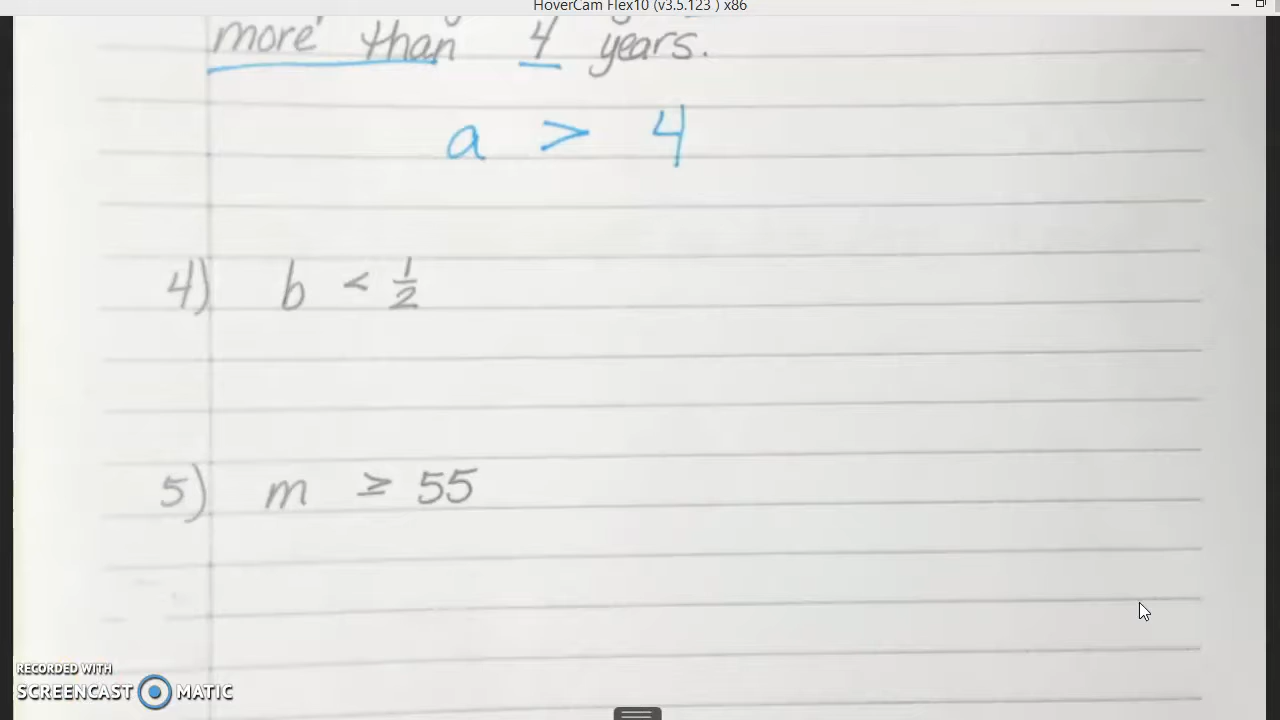 HoverCam Flex10 (v3.5.123 ) x86
more than 4 years.
a > 4
4) b < 1/2
5) m ≥ 55
RECORDED WITH
SCREENCAST MATIC